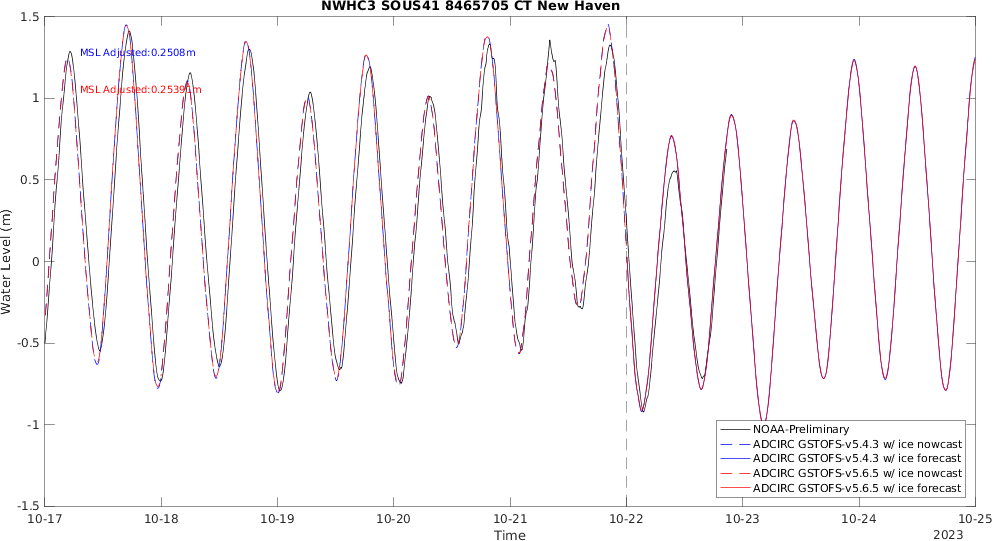 NWHC3 SOUS41 8465705 CT New Haven
1.5
MSL Adjusted:0.2508m
MSL Adjusted:0.2539 m
1
0.5
0
-0.5
-1
-1.5
Water Level (m)
NOAA-Preliminary
ADCIRC GSTOFS-v5.4.3 w/ ice nowcast
ADCIRC GSTOFS-v5.4.3 w/ ice forecast
ADCIRC GSTOFS-v5.6.5 w/ ice nowcast
ADCIRC GSTOFS-v5.6.5 w/ ice forecast
10-17 10-18 10-19 10-20 10-21 10-22 10-23 10-24 10-25
Time
2023